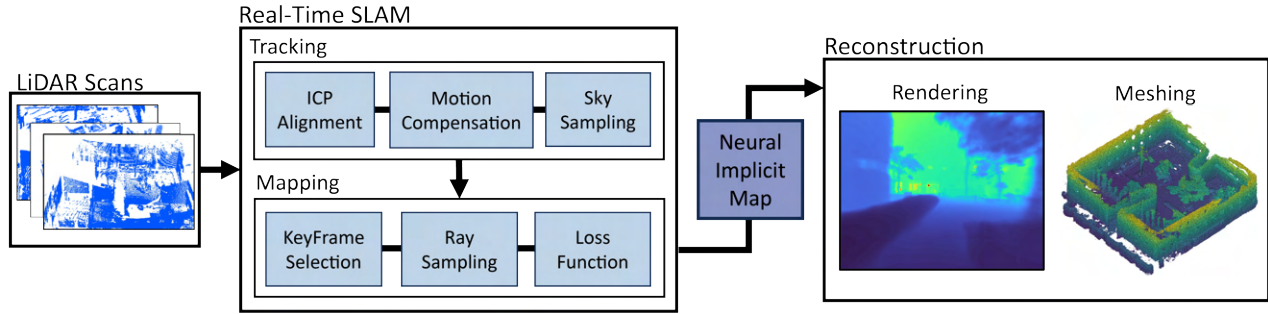 LiDAR Scans
Real-Time SLAM
Tracking
ICP
Alignment
Motion
Compensation
Sky
Sampling
Mapping
KeyFrame
Selection
Ray
Sampling
Loss
Function
Neural
Implicit
Map
Reconstruction
Rendering
Meshing